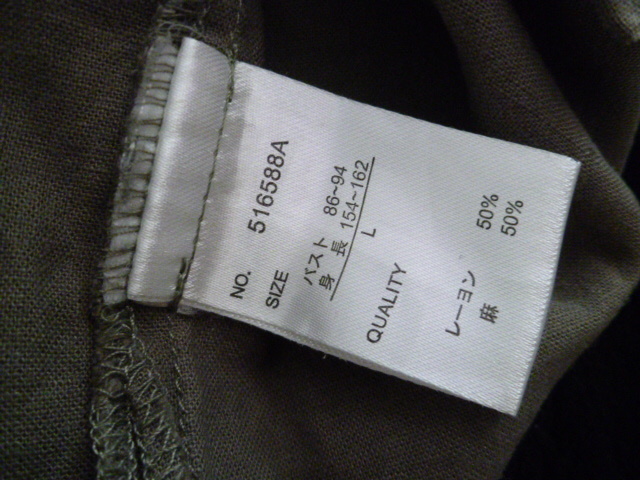 NO. 516588A
SIZE
バスト 86~94
身長 154~162
L
QUALITY
レーヨン 50%
麻 50%